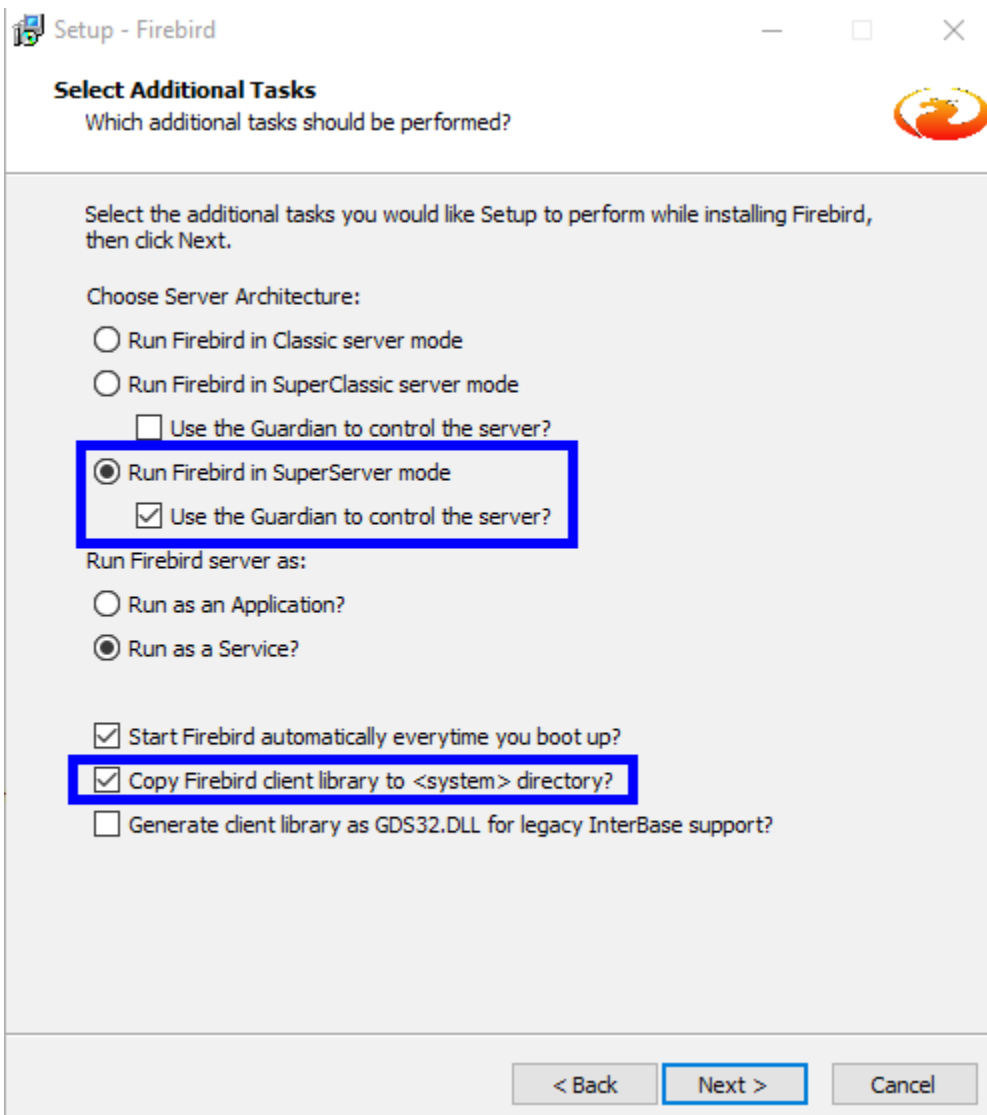 Setup - Firebird
Select Additional Tasks
Which additional tasks should be performed?
Select the additional tasks you would like Setup to perform while installing Firebird,
then click Next.
Choose Server Architecture:
Run Firebird in Classic server mode
Run Firebird in SuperClassic server mode
Use the Guardian to control the server?
Run Firebird in SuperServer mode
Use the Guardian to control the server?
Run Firebird server as:
Run as an Application?
Run as a Service?
Start Firebird automatically everytime you boot up?
Copy Firebird client library to <system> directory?
Generate client library as GDS32.DLL for legacy InterBase support?
< Back Next > Cancel